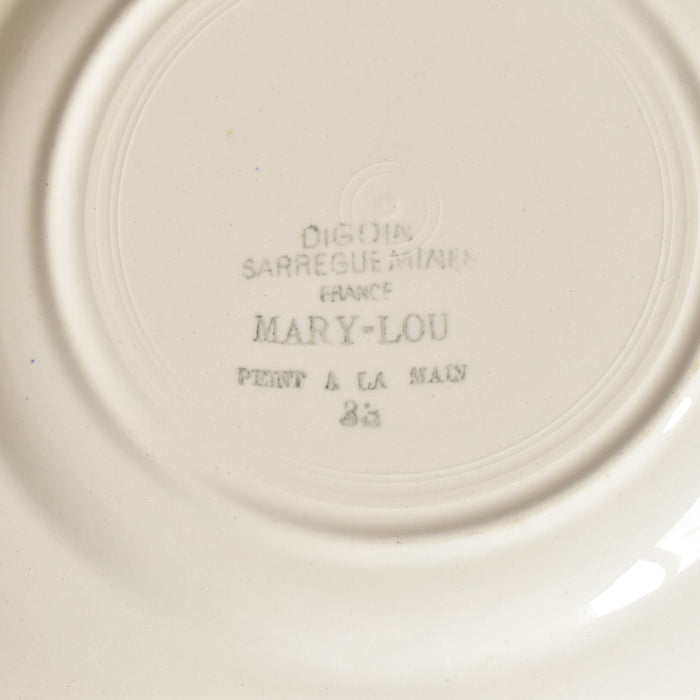 DIGOIN
SARREGUEMINES
FRANCE
MARY-LOU
PEINT A LA MAIN